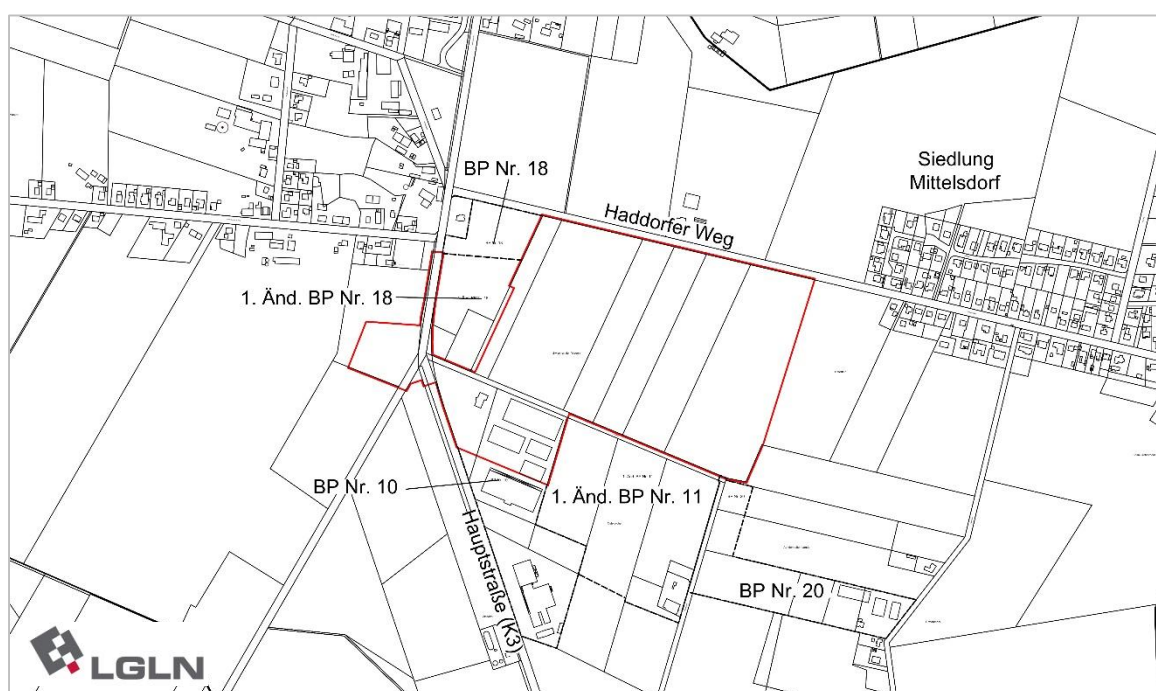 Siedlung
Mittelsdorf
BP Nr. 18
Haddorfer Weg
1. Änd. BP Nr. 18
BP Nr. 10
1. Änd. BP Nr. 11
Hauptstraße (K3)
BP Nr. 20
LGLN